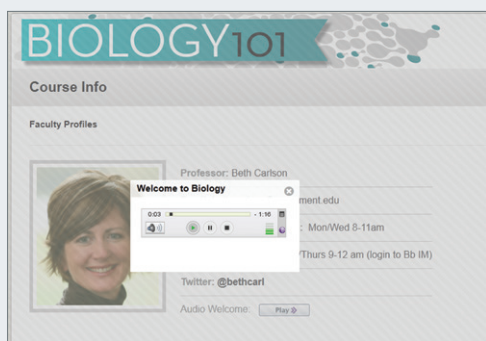 BIOLOGY101
Course Info
Faculty Profiles
Professor: Beth Carlson
Welcome to Biology
ment.edu
0:03 - 1:16
: Mon/Wed 8-11am
/Thurs 9-12 am (login to Bb IM)
Twitter: @bethcarl
Audio Welcome: Play